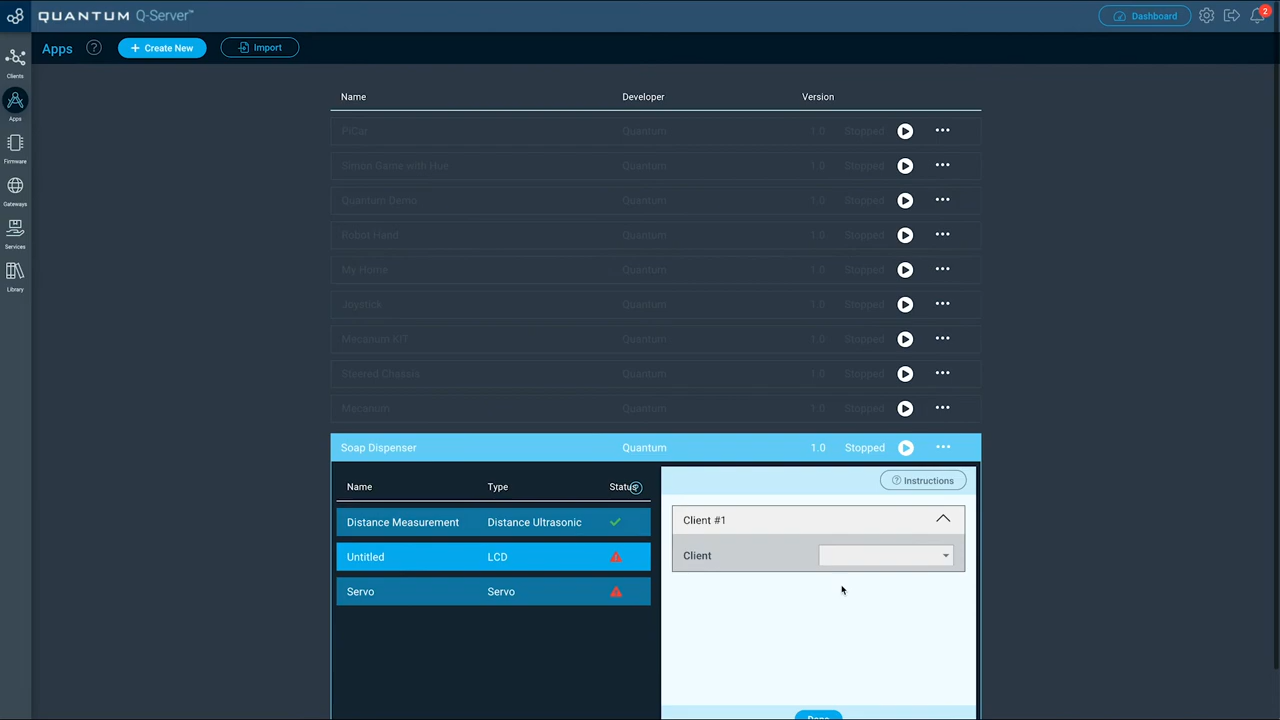 QUANTUM Q-Server™
Dashboard
2
Apps
?
+ Create New
Import
Clients
Apps
Firmware
Gateways
Services
Library
Name Developer Version
PiCar Quantum 1.0 Stopped
Simon Game with Hue Quantum 1.0 Stopped
Quantum Demo Quantum 1.0 Stopped
Robot Hand Quantum 1.0 Stopped
My Home Quantum 1.0 Stopped
Joystick Quantum 1.0 Stopped
Mecanum KIT Quantum 1.0 Stopped
Steered Chassis Quantum 1.0 Stopped
Mecanum Quantum 1.0 Stopped
Soap Dispenser Quantum 1.0 Stopped
Name Type Status
Distance Measurement Distance Ultrasonic
Untitled LCD
Servo Servo
? Instructions
Client #1
Client
Done